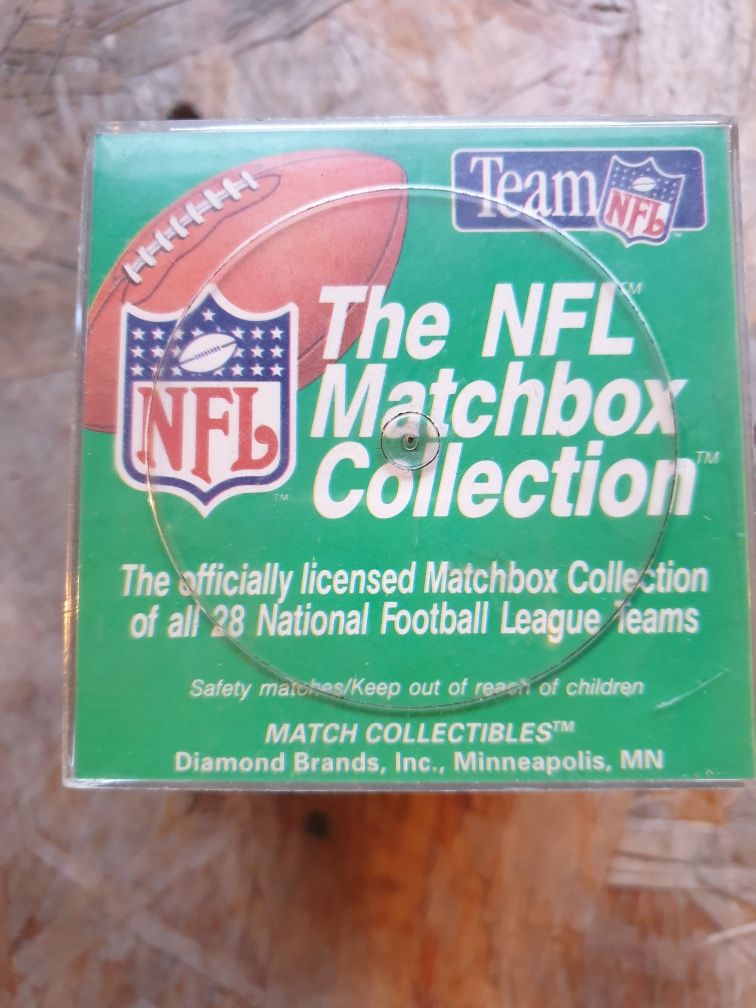 Team NFL
NFL
The NFL™
Matchbox
Collection™
™
The officially licensed Matchbox Collection
of all 28 National Football League Teams
Safety matches/Keep out of reach of children
MATCH COLLECTIBLES™
Diamond Brands, Inc., Minneapolis, MN